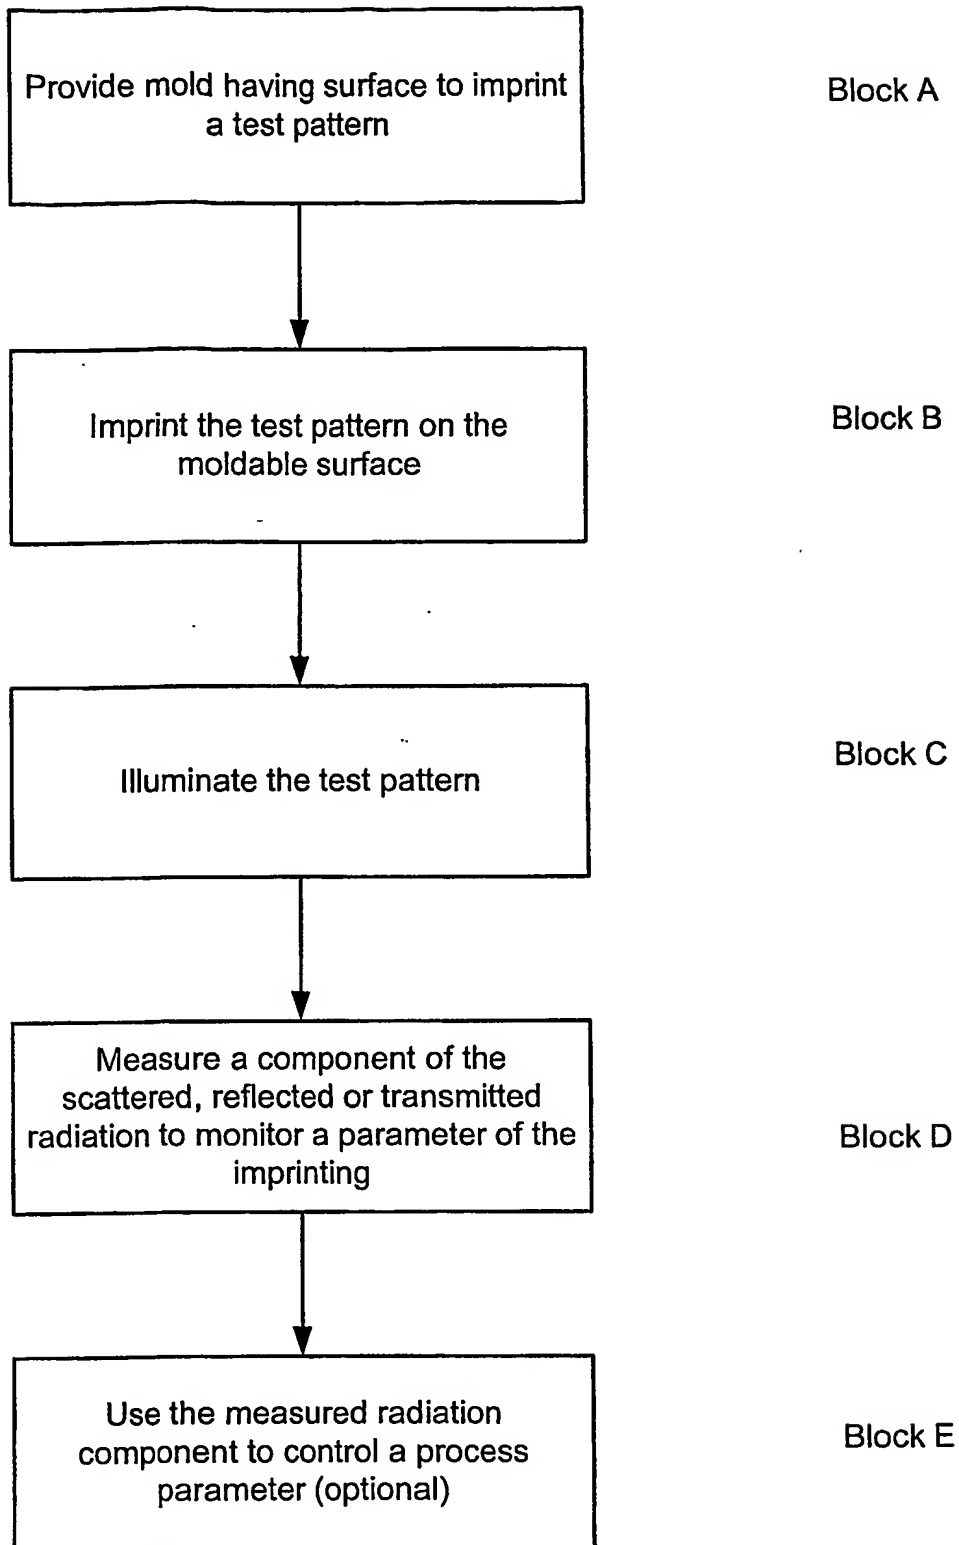 Provide mold having surface to imprint
a test pattern
Block A
Imprint the test pattern on the
moldable surface
Block B
Illuminate the test pattern
Block C
Measure a component of the
scattered, reflected or transmitted
radiation to monitor a parameter of the
imprinting
Block D
Use the measured radiation
component to control a process
parameter (optional)
Block E